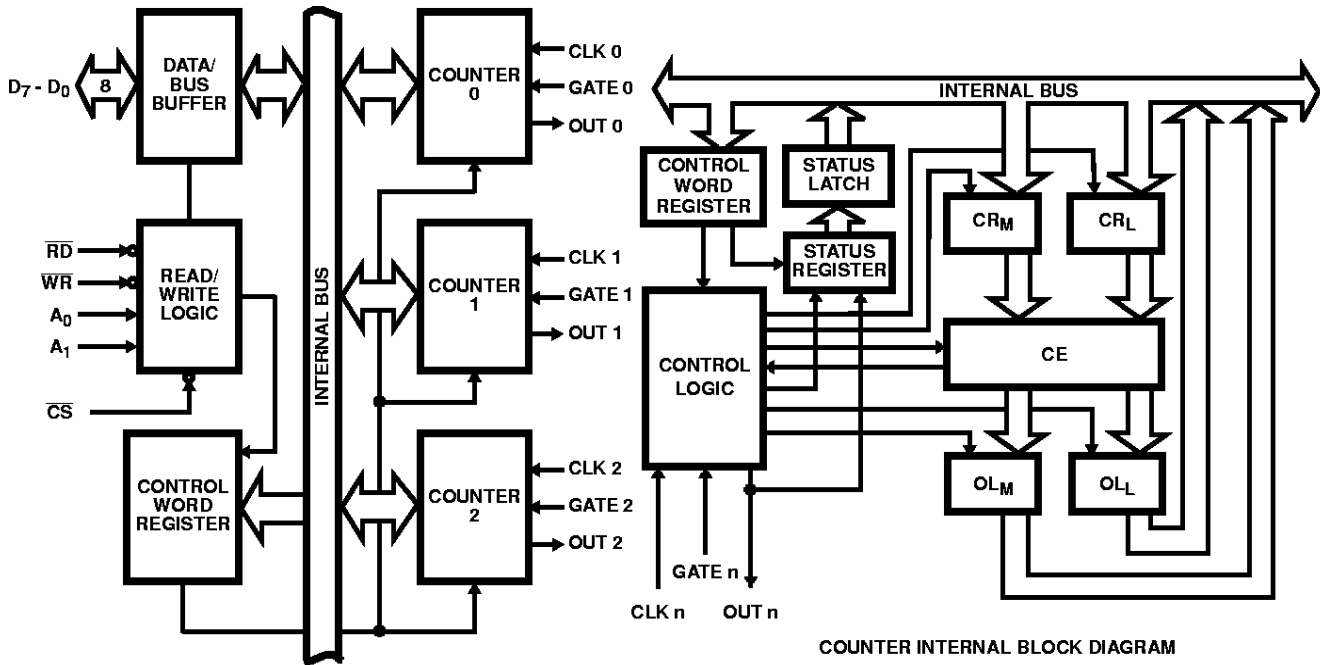 D7 - D0
8
DATA/
BUS
BUFFER
INTERNAL BUS
COUNTER
0
CLK 0
GATE 0
OUT 0
RD
WR
A0
A1
CS
READ/
WRITE
LOGIC
COUNTER
1
CLK 1
GATE 1
OUT 1
CONTROL
WORD
REGISTER
COUNTER
2
CLK 2
GATE 2
OUT 2
INTERNAL BUS
CONTROL
WORD
REGISTER
STATUS
LATCH
STATUS
REGISTER
CRM
CRL
CONTROL
LOGIC
CE
OLM
OLL
GATE n
CLK n
OUT n
COUNTER INTERNAL BLOCK DIAGRAM